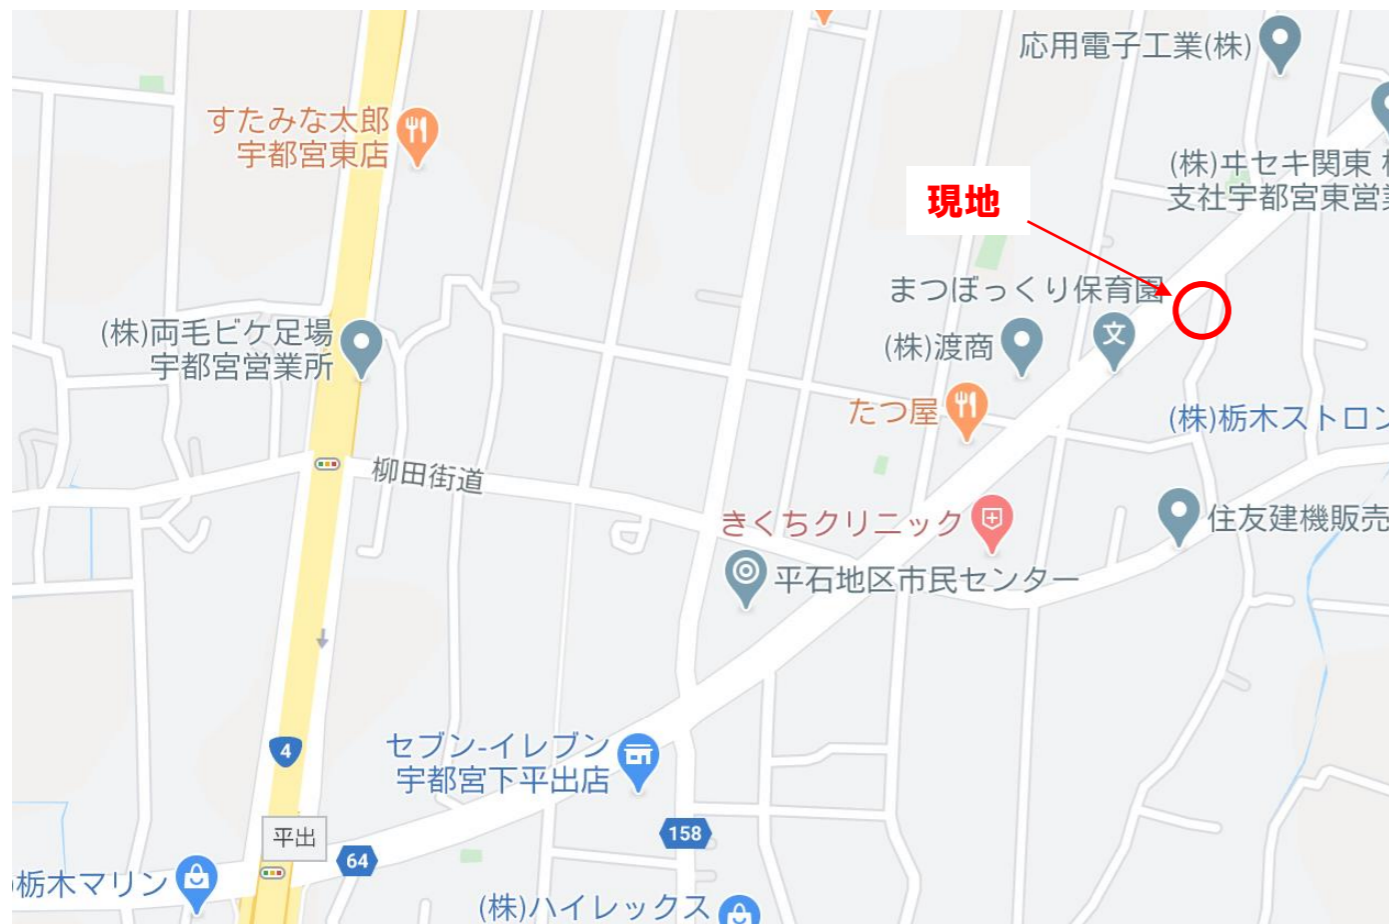 応用電子工業(株)
すたみな太郎
宇都宮東店
(株)ヰセキ関東
支社宇都宮東営
現地
まつぼっくり保育園
文
(株)両毛ビケ足場
宇都宮営業所
(株)渡商
たつ屋
(株)栃木ストロン
柳田街道
きくちクリニック
住友建機販売
平石地区市民センター
4
セブン-イレブン
宇都宮下平出店
平出
158
64
栃木マリン
(株)ハイレックス